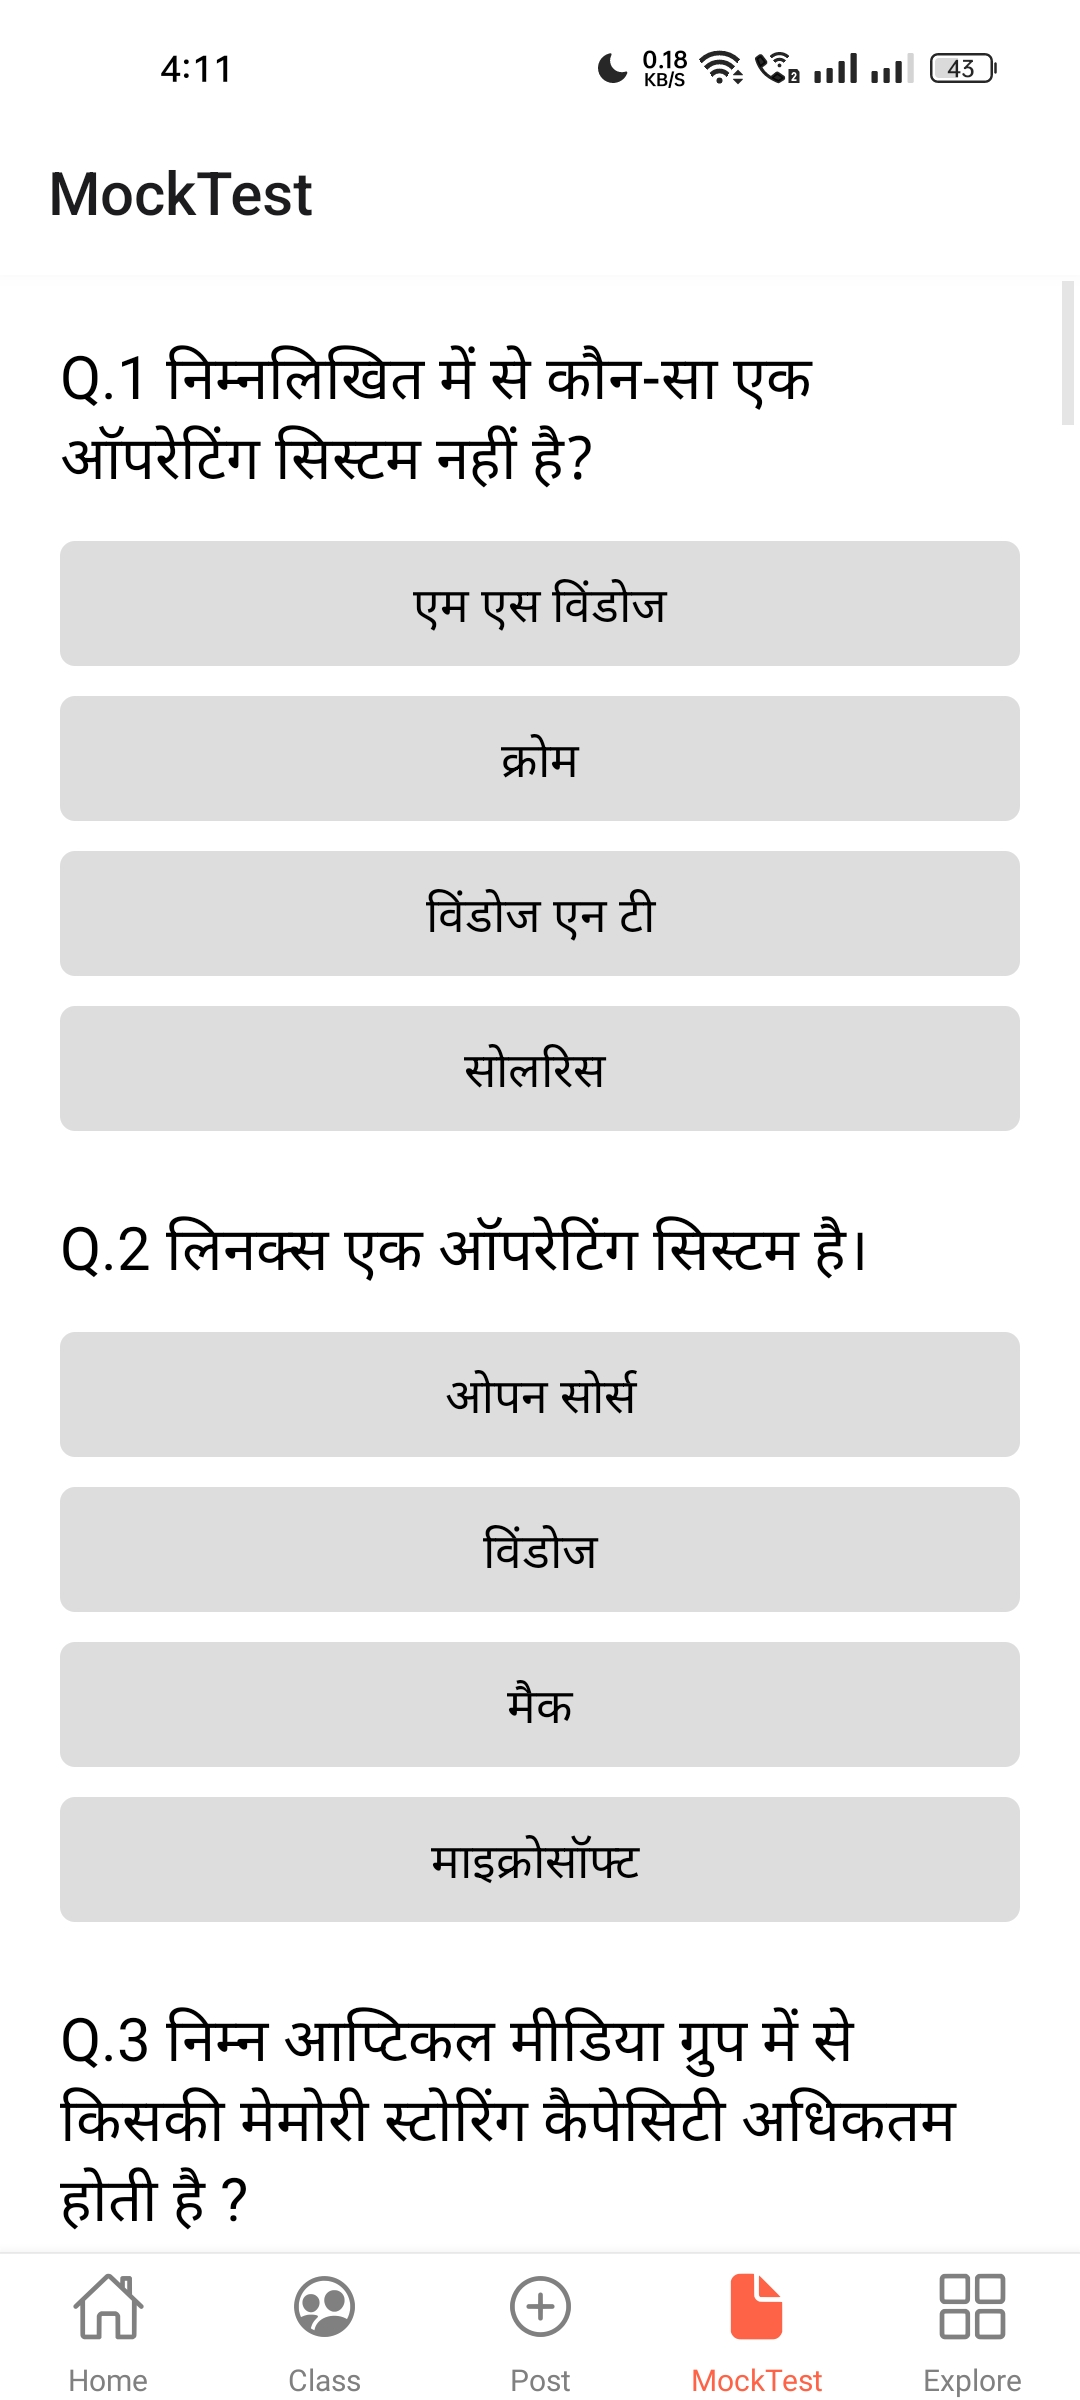 4:11
0.18
KB/S
2
43
MockTest
Q.1 निम्नलिखित में से कौन-सा एक
ऑपरेटिंग सिस्टम नहीं है?
एम एस विंडोज
क्रोम
विंडोज एन टी
सोलरिस
Q.2 लिनक्स एक ऑपरेटिंग सिस्टम है।
ओपन सोर्स
विंडोज
मैक
माइक्रोसॉफ्ट
Q.3 निम्न आप्टिकल मीडिया ग्रुप में से
किसकी मेमोरी स्टोरिंग कैपेसिटी अधिकतम
होती है ?
Home
Class
Post
MockTest
Explore